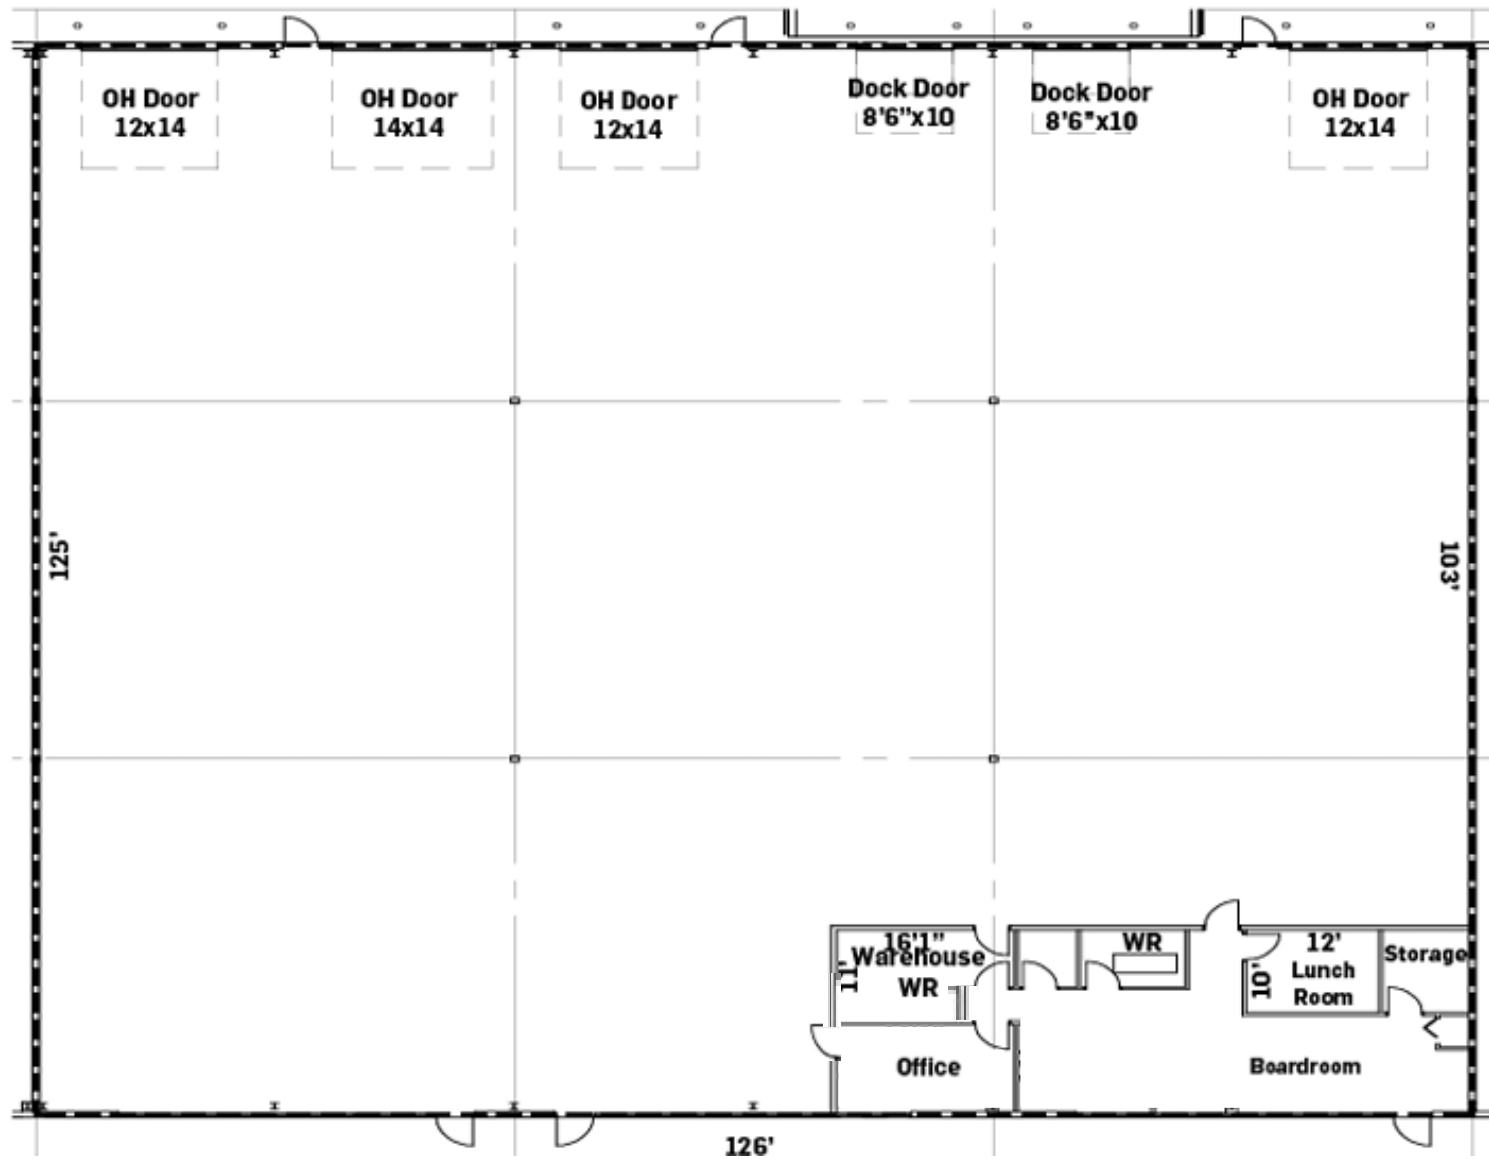 OH Door
12x14
OH Door
14x14
OH Door
12x14
Dock Door
8'6"x10
Dock Door
8'6"x10
OH Door
12x14
125'
103'
16'1"
11'
Warehouse
WR
WR
12'
10'
Lunch
Room
Storage
Office
Boardroom
126'